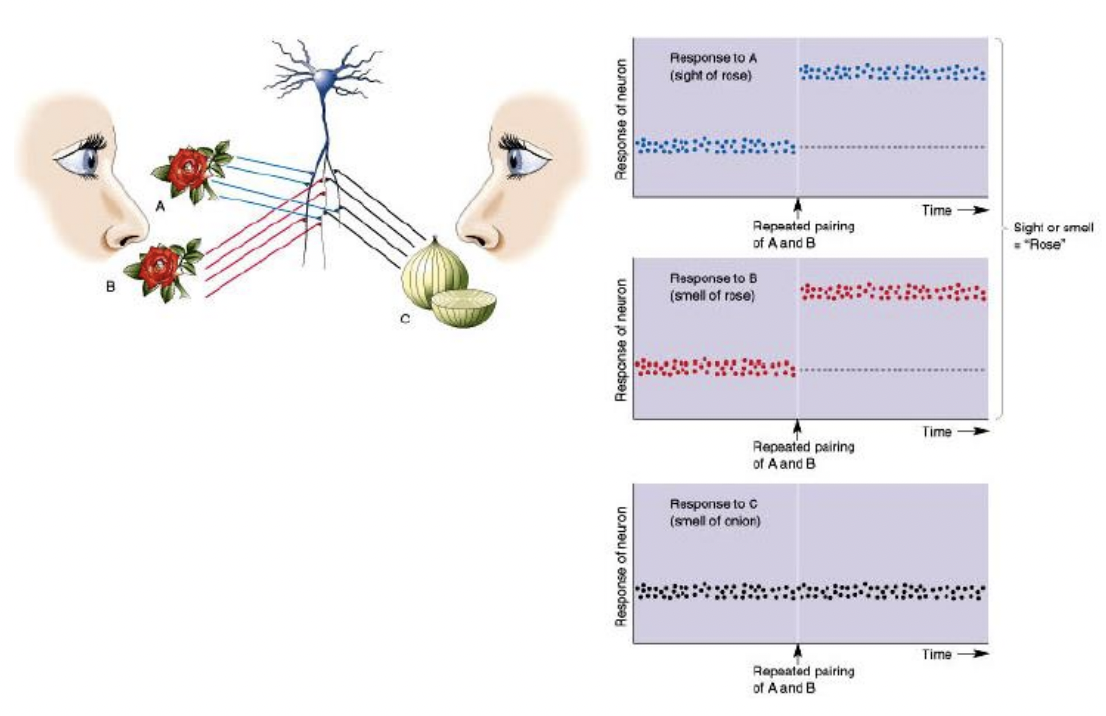 A
B
C
Response of neuron
Response to A
(sight of rose)
Time
Repeated pairing
of A and B
Response of neuron
Response to B
(smell of rose)
Time
Repeated pairing
of A and B
Sight or smell
= "Rose"
Response of neuron
Response to C
(smell of onion)
Time
Repeated pairing
of A and B